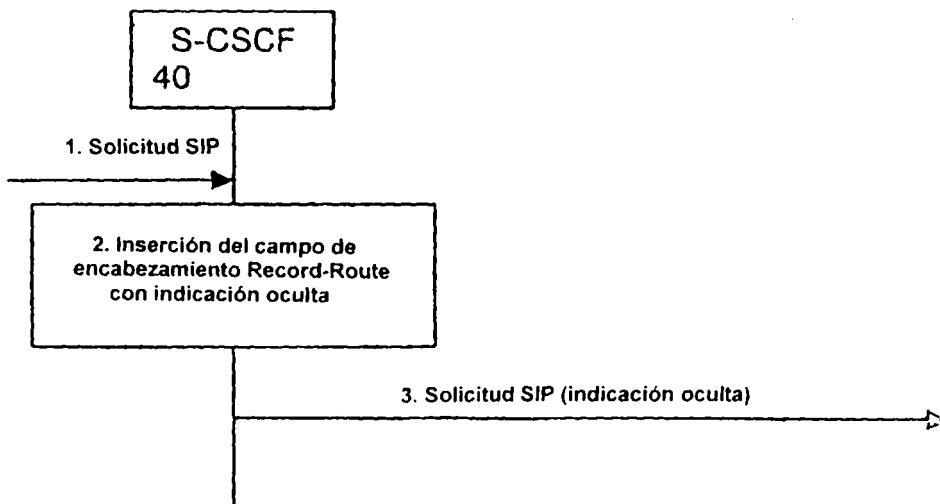 S-CSCF
40
1. Solicitud SIP
2. Inserción del campo de
encabezamiento Record-Route
con indicación oculta
3. Solicitud SIP (indicación oculta)